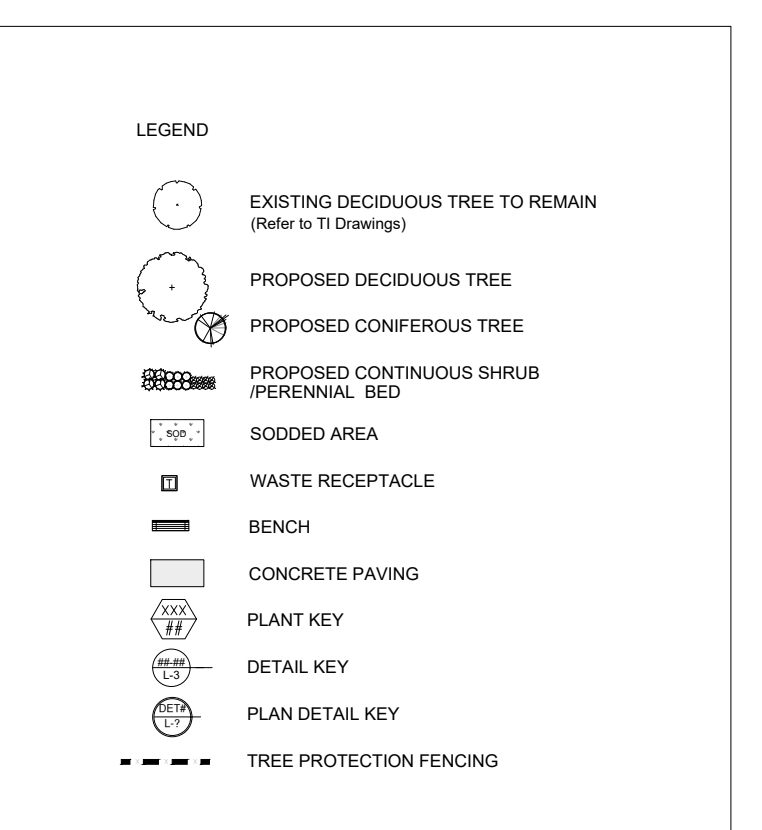 LEGEND
EXISTING DECIDUOUS TREE TO REMAIN
(Refer to TI Drawings)
PROPOSED DECIDUOUS TREE
PROPOSED CONIFEROUS TREE
PROPOSED CONTINUOUS SHRUB
/PERENNIAL BED
SOD
SODDED AREA
T
WASTE RECEPTACLE
BENCH
CONCRETE PAVING
XXX
##
PLANT KEY
##-##
L-3
DETAIL KEY
DET#
L-?
PLAN DETAIL KEY
TREE PROTECTION FENCING